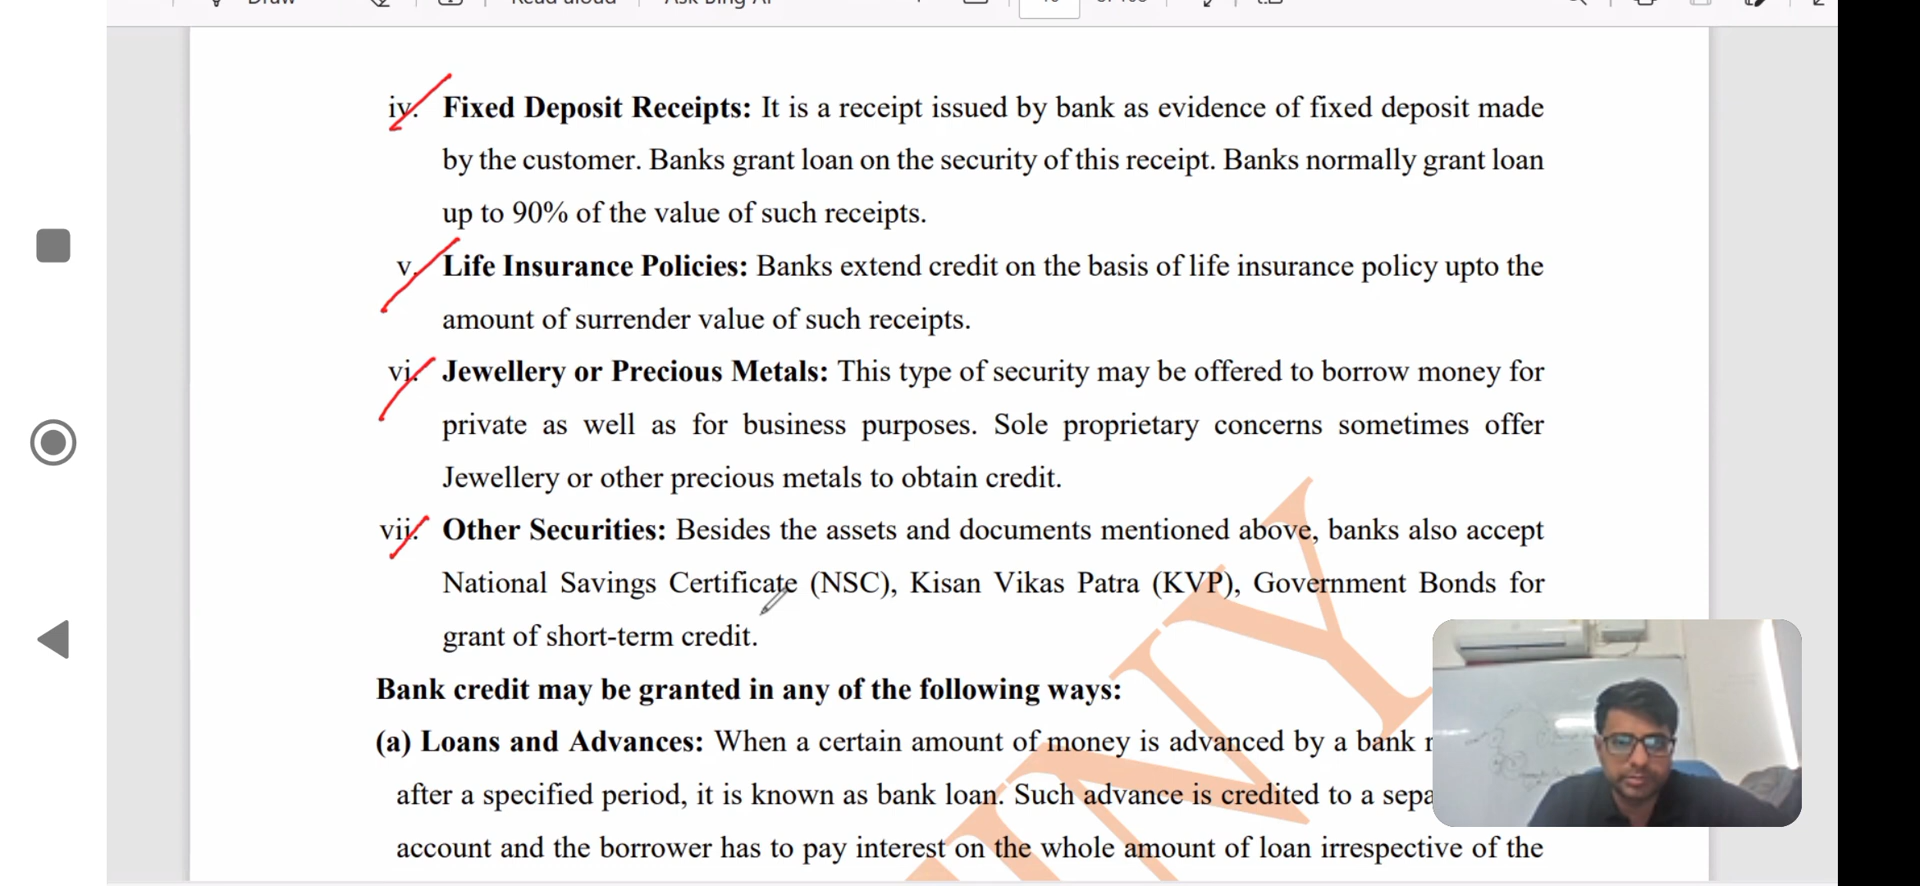 Draw
Read aloud
Ask Bing AI
iv. Fixed Deposit Receipts: It is a receipt issued by bank as evidence of fixed deposit made
by the customer. Banks grant loan on the security of this receipt. Banks normally grant loan
up to 90% of the value of such receipts.
v. Life Insurance Policies: Banks extend credit on the basis of life insurance policy upto the
amount of surrender value of such receipts.
vi. Jewellery or Precious Metals: This type of security may be offered to borrow money for
private as well as for business purposes. Sole proprietary concerns sometimes offer
Jewellery or other precious metals to obtain credit.
vii. Other Securities: Besides the assets and documents mentioned above, banks also accept
National Savings Certificate (NSC), Kisan Vikas Patra (KVP), Government Bonds for
grant of short-term credit.
Bank credit may be granted in any of the following ways:
(a) Loans and Advances: When a certain amount of money is advanced by a bank
after a specified period, it is known as bank loan. Such advance is credited to a
account and the borrower has to pay interest on the whole amount of loan irrespective of the